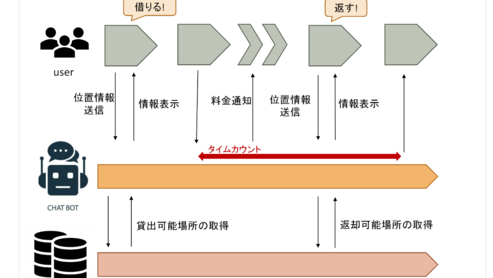 借りる!
返す!
user
位置情報
送信
情報表示
料金通知
位置情報
送信
情報表示
タイムカウント
CHAT BOT
貸出可能場所の取得
返却可能場所の取得